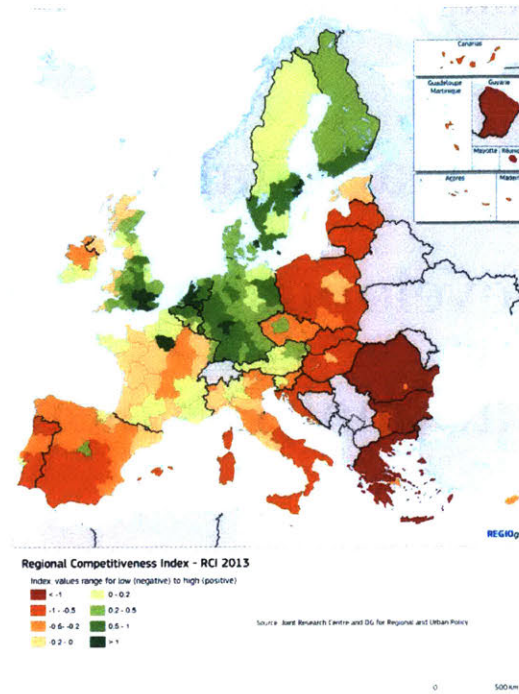 Canarias
Guadeloupe
Martinique
Guyane
Mayotte
Réunion
Açores
Madeira
REGIOg
Regional Competitiveness Index - RCI 2013
Index values range for low (negative) to high (positive)
< -1
-1 - -0.5
-0.6 - -0.2
-0.2 - 0
0 - 0.2
0.2 - 0.5
0.5 - 1
> 1
Source: Joint Research Centre and DG for Regional and Urban Policy
0
500 Km